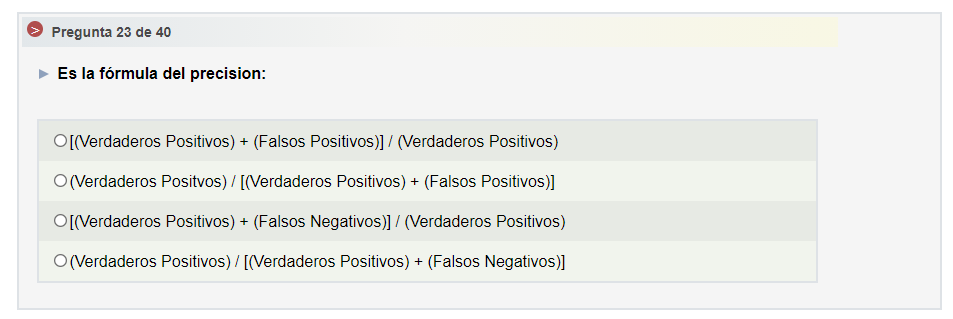 Pregunta 23 de 40
Es la fórmula del precision:
[(Verdaderos Positivos) + (Falsos Positivos)] / (Verdaderos Positivos)
(Verdaderos Positvos) / [(Verdaderos Positivos) + (Falsos Positivos)]
[(Verdaderos Positivos) + (Falsos Negativos)] / (Verdaderos Positivos)
(Verdaderos Positivos) / [(Verdaderos Positivos) + (Falsos Negativos)]